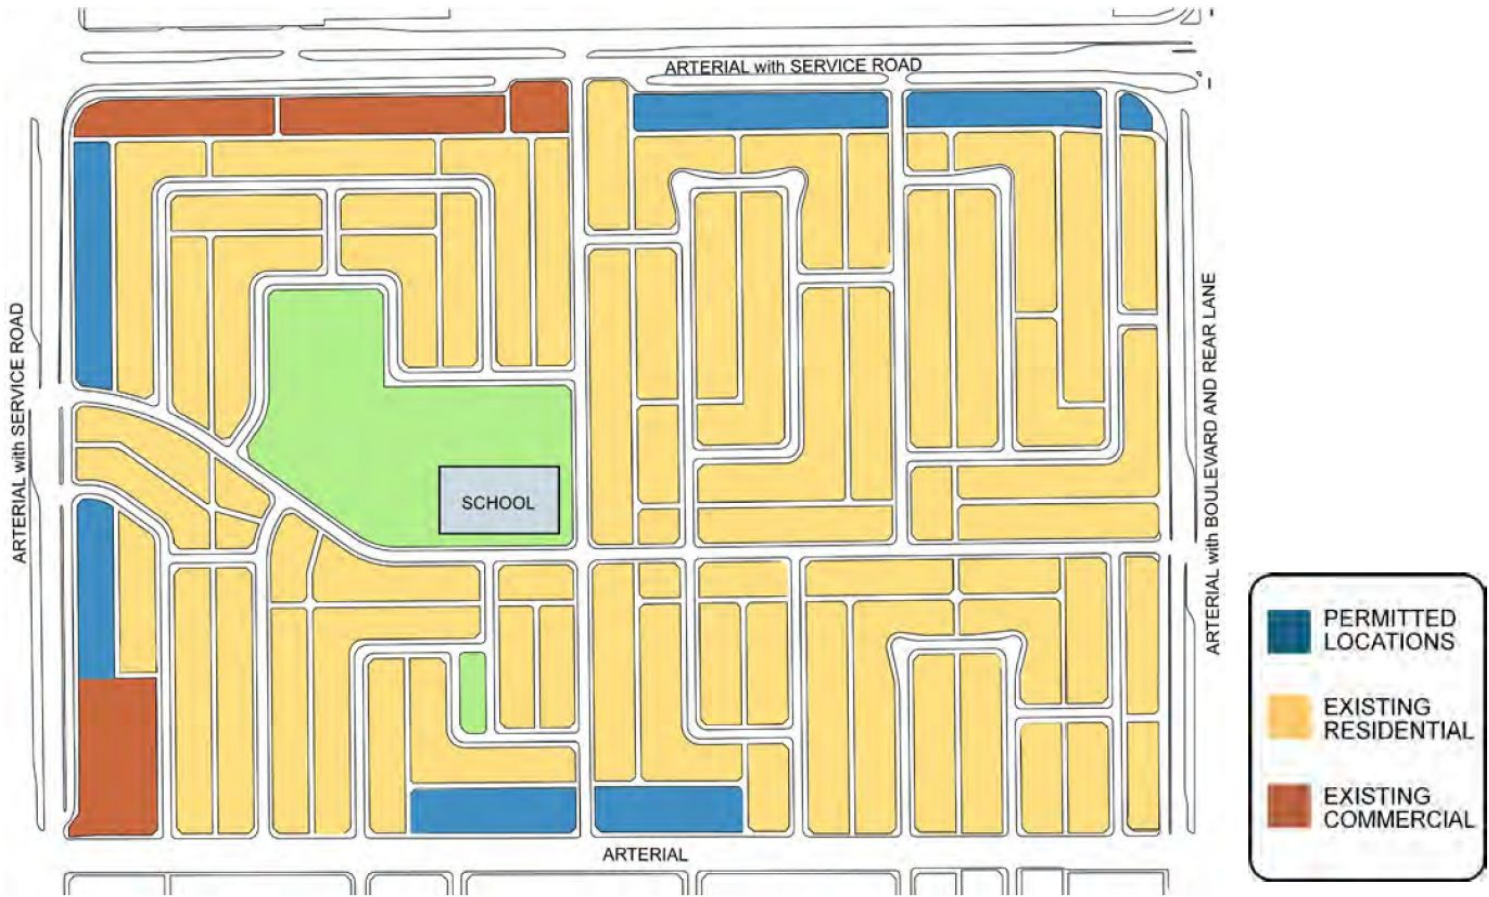 ARTERIAL with SERVICE ROAD
ARTERIAL with SERVICE ROAD
SCHOOL
ARTERIAL with BOULEVARD AND REAR LANE
ARTERIAL
PERMITTED
LOCATIONS
EXISTING
RESIDENTIAL
EXISTING
COMMERCIAL